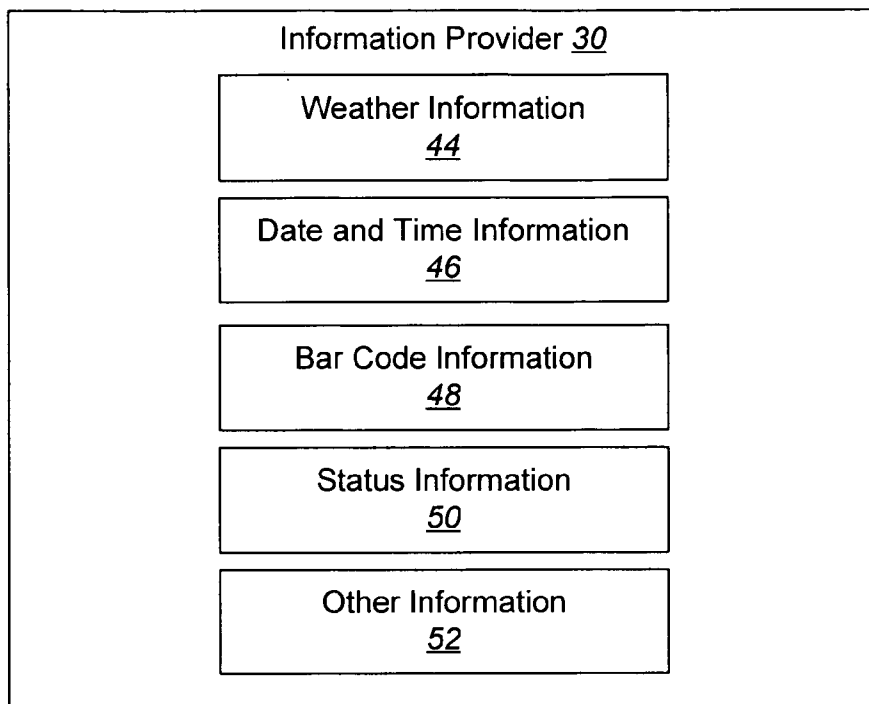 Information Provider 30
Weather Information
44
Date and Time Information
46
Bar Code Information
48
Status Information
50
Other Information
52